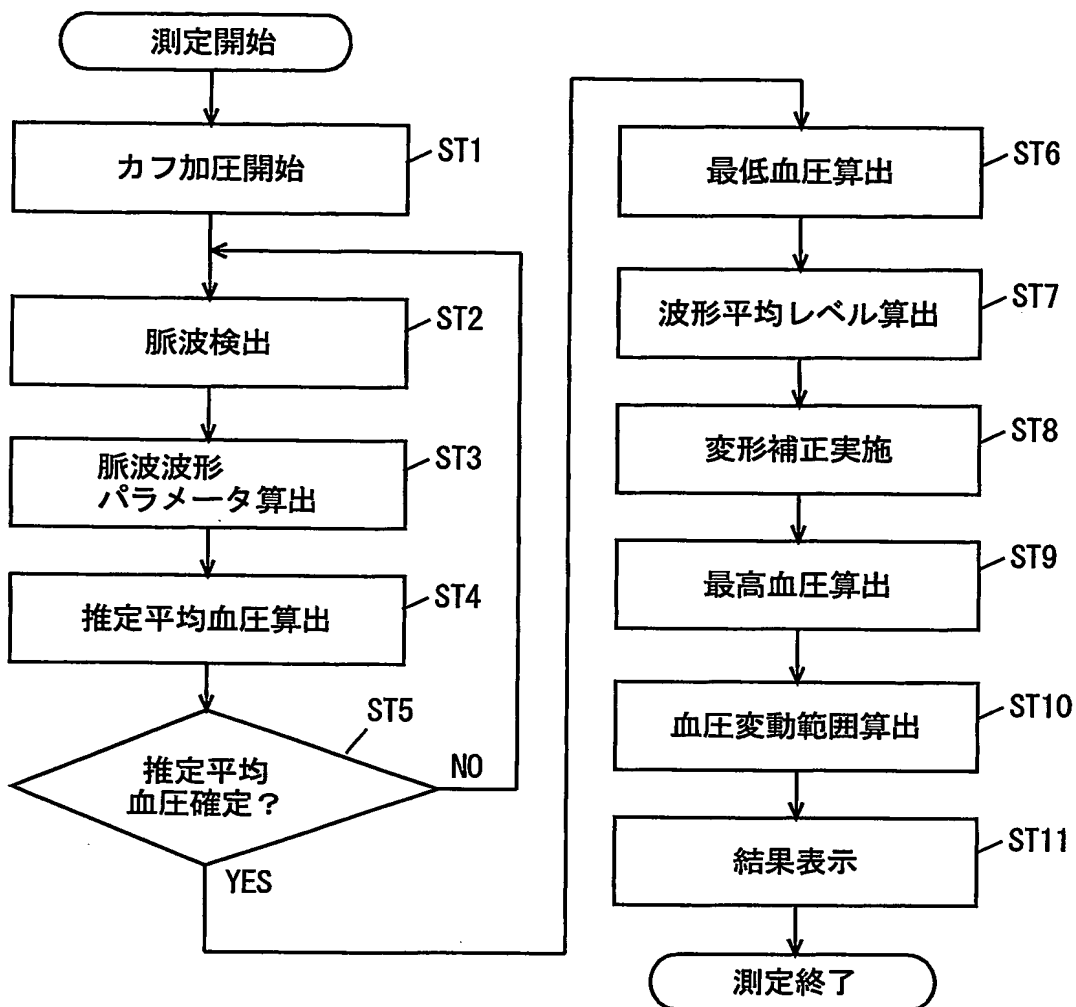 測定開始
カフ加圧開始
ST1
脈波検出
ST2
脈波波形
パラメータ算出
ST3
推定平均血圧算出
ST4
推定平均
血圧確定？
ST5
NO
YES
最低血圧算出
ST6
波形平均レベル算出
ST7
変形補正実施
ST8
最高血圧算出
ST9
血圧変動範囲算出
ST10
結果表示
ST11
測定終了